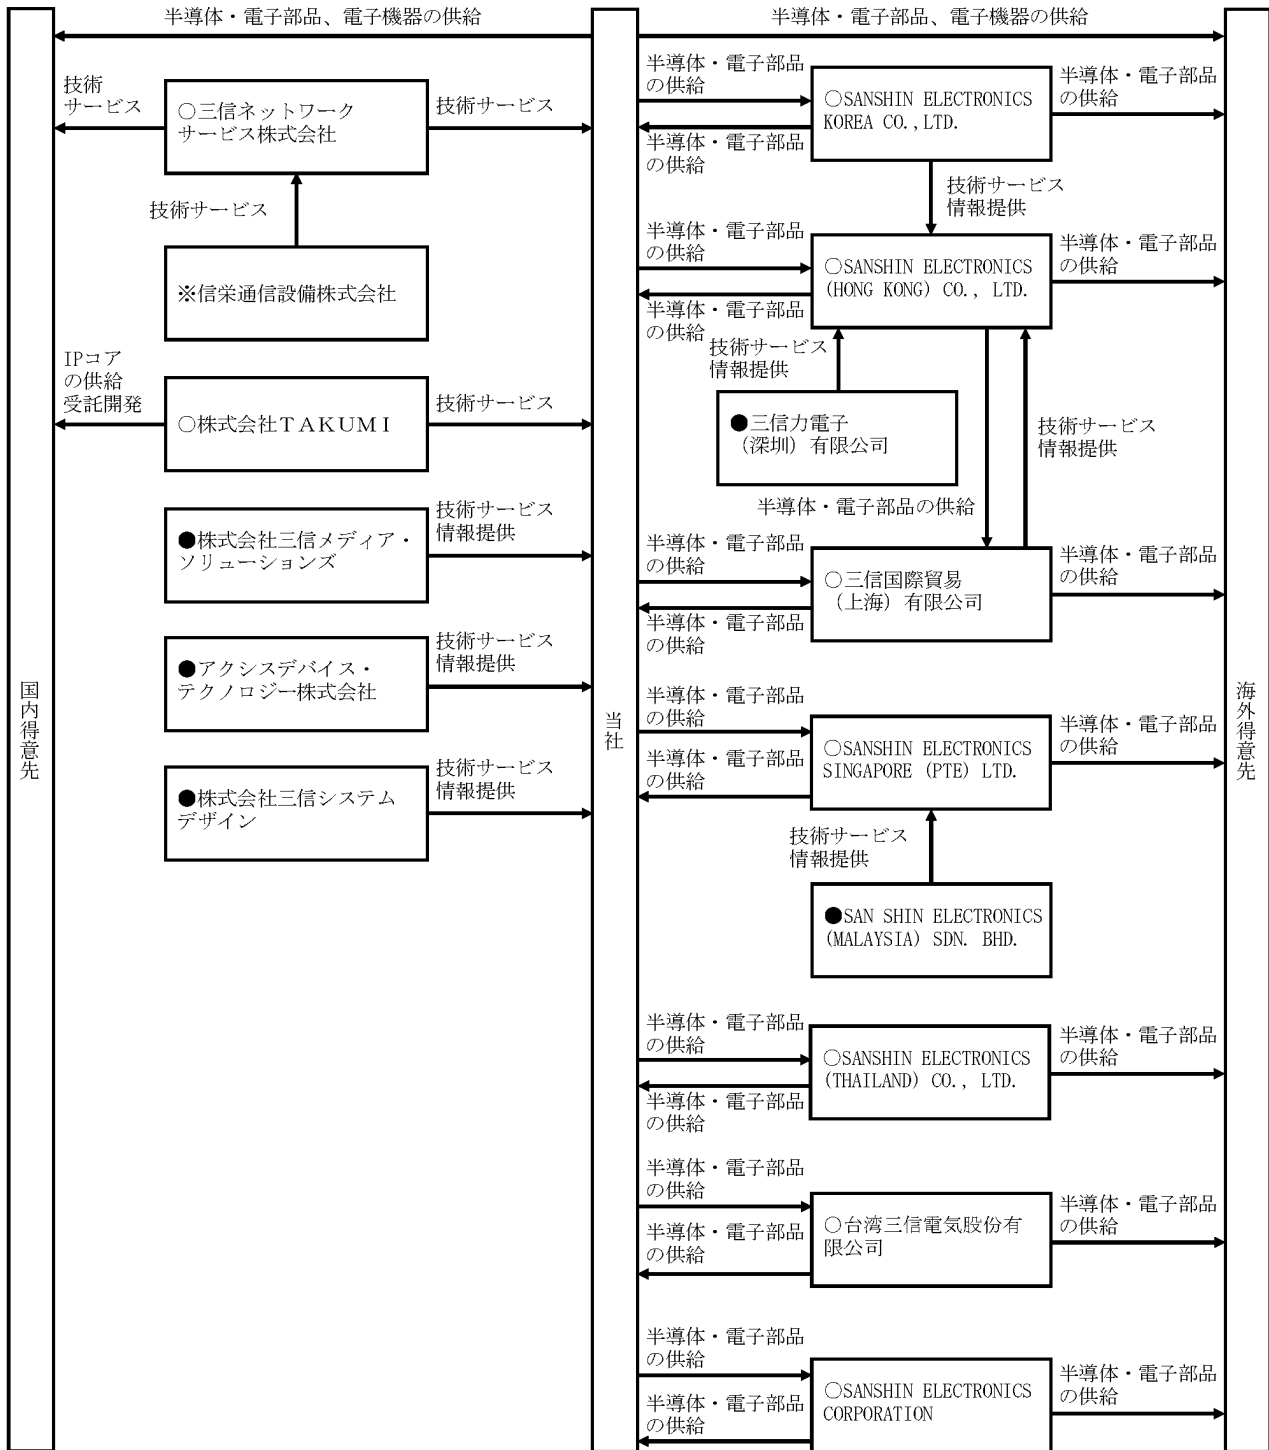 半導体・電子部品、電子機器の供給
半導体・電子部品、電子機器の供給
国内得意先
当社
海外得意先
技術
サービス
○三信ネットワーク
サービス株式会社
技術サービス
技術サービス
※信栄通信設備株式会社
IPコア
の供給
受託開発
○株式会社TAKUMI
技術サービス
●株式会社三信メディア・
ソリューションズ
技術サービス
情報提供
●アクシスデバイス・
テクノロジー株式会社
技術サービス
情報提供
●株式会社三信システム
デザイン
技術サービス
情報提供
半導体・電子部品
の供給
半導体・電子部品
の供給
○SANSHIN ELECTRONICS
KOREA CO.,LTD.
半導体・電子部品
の供給
技術サービス
情報提供
半導体・電子部品
の供給
半導体・電子部品
の供給
○SANSHIN ELECTRONICS
(HONG KONG) CO., LTD.
半導体・電子部品
の供給
技術サービス
情報提供
●三信力電子
(深圳) 有限公司
技術サービス
情報提供
半導体・電子部品の供給
半導体・電子部品
の供給
半導体・電子部品
の供給
○三信国際貿易
(上海) 有限公司
半導体・電子部品
の供給
半導体・電子部品
の供給
半導体・電子部品
の供給
○SANSHIN ELECTRONICS
SINGAPORE (PTE) LTD.
半導体・電子部品
の供給
技術サービス
情報提供
●SAN SHIN ELECTRONICS
(MALAYSIA) SDN. BHD.
半導体・電子部品
の供給
半導体・電子部品
の供給
○SANSHIN ELECTRONICS
(THAILAND) CO., LTD.
半導体・電子部品
の供給
半導体・電子部品
の供給
半導体・電子部品
の供給
○台湾三信電気股份有
限公司
半導体・電子部品
の供給
半導体・電子部品
の供給
半導体・電子部品
の供給
○SANSHIN ELECTRONICS
CORPORATION
半導体・電子部品
の供給